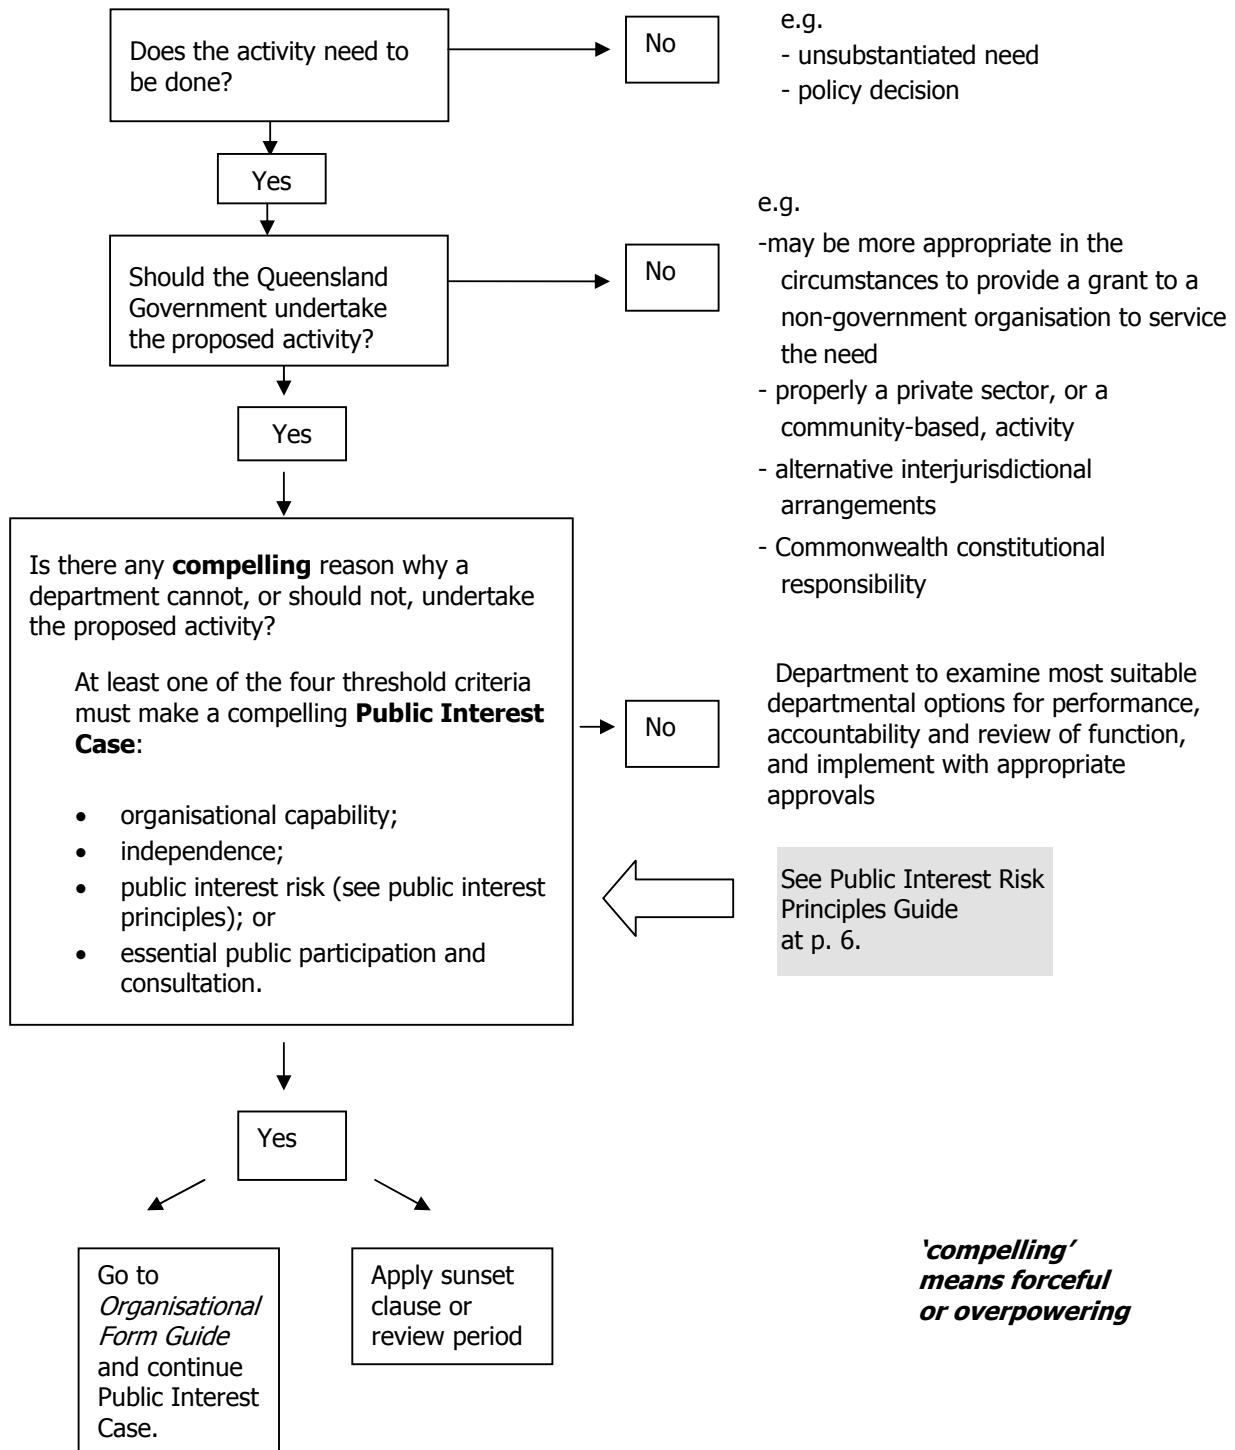 Does the activity need to
be done?
No
e.g.
- unsubstantiated need
- policy decision
Yes
Should the Queensland
Government undertake
the proposed activity?
No
e.g.
-may be more appropriate in the
circumstances to provide a grant to a
non-government organisation to service
the need
- properly a private sector, or a
community-based, activity
- alternative interjurisdictional
arrangements
- Commonwealth constitutional
responsibility
Yes
Is there any compelling reason why a
department cannot, or should not, undertake
the proposed activity?
At least one of the four threshold criteria
must make a compelling Public Interest
Case:
• organisational capability;
• independence;
• public interest risk (see public interest
principles); or
• essential public participation and
consultation.
No
Department to examine most suitable
departmental options for performance,
accountability and review of function,
and implement with appropriate
approvals
See Public Interest Risk
Principles Guide
at p. 6.
Yes
Go to
Organisational
Form Guide
and continue
Public Interest
Case.
Apply sunset
clause or
review period
‘compelling’
means forceful
or overpowering